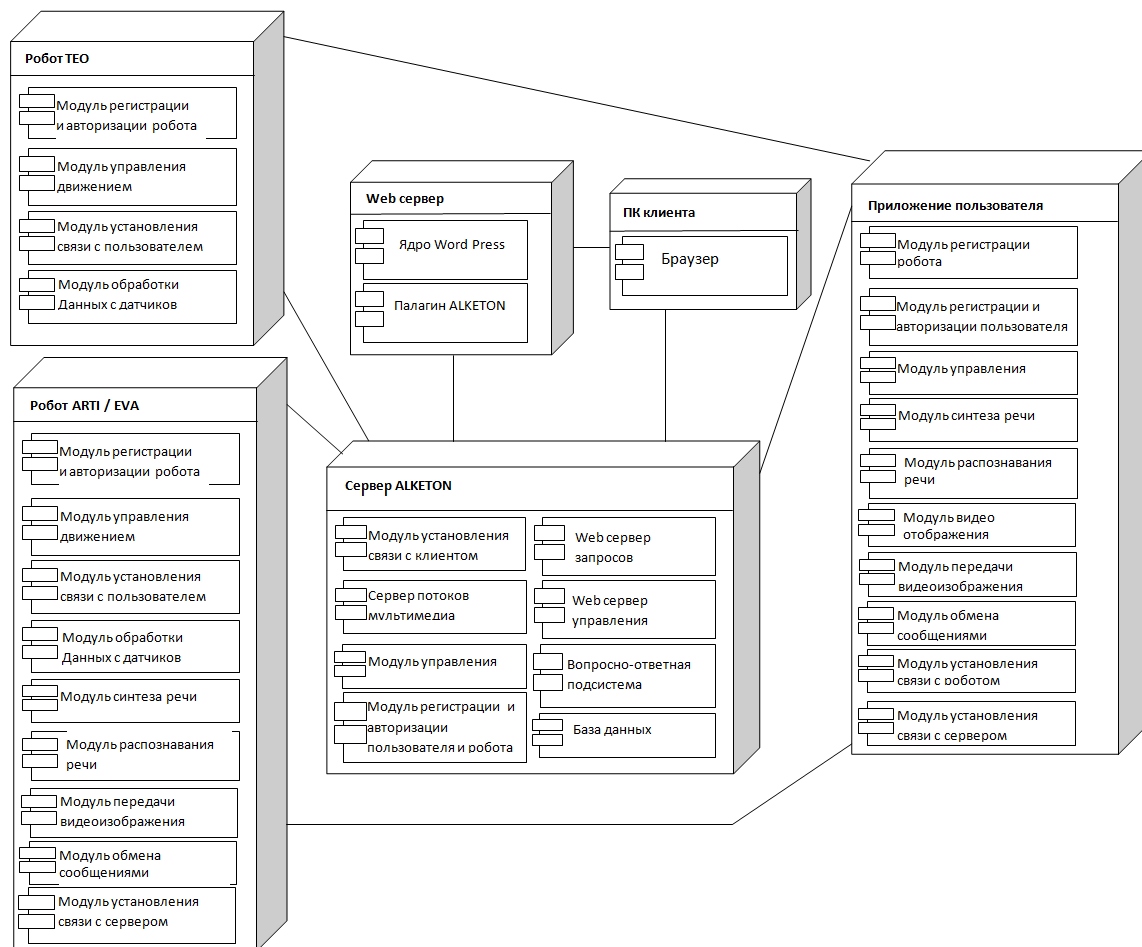 Робот TEO
Модуль регистрации
и авторизации робота
Модуль управления
движением
Модуль установления
связи с пользователем
Модуль обработки
Данных с датчиков
Робот ARTI / EVA
Модуль регистрации
и авторизации робота
Модуль управления
движением
Модуль установления
связи с пользователем
Модуль обработки
Данных с датчиков
Модуль синтеза речи
Модуль распознавания
речи
Модуль передачи
видеоизображения
Модуль обмена
сообщениями
Модуль установления
связи с сервером
Web сервер
Ядро Word Press
Палагин ALKETON
ПК клиента
Браузер
Сервер ALKETON
Модуль установления
связи с клиентом
Сервер потоков
мультимедиа
Модуль управления
Модуль регистрации и
авторизации
пользователя и робота
Web сервер
запросов
Web сервер
управления
Вопросно-ответная
подсистема
База данных
Приложение пользователя
Модуль регистрации
робота
Модуль регистрации и
авторизации пользователя
Модуль управления
Модуль синтеза речи
Модуль распознавания
речи
Модуль видео
отображения
Модуль передачи
видеоизображения
Модуль обмена
сообщениями
Модуль установления
связи с роботом
Модуль установления
связи с сервером